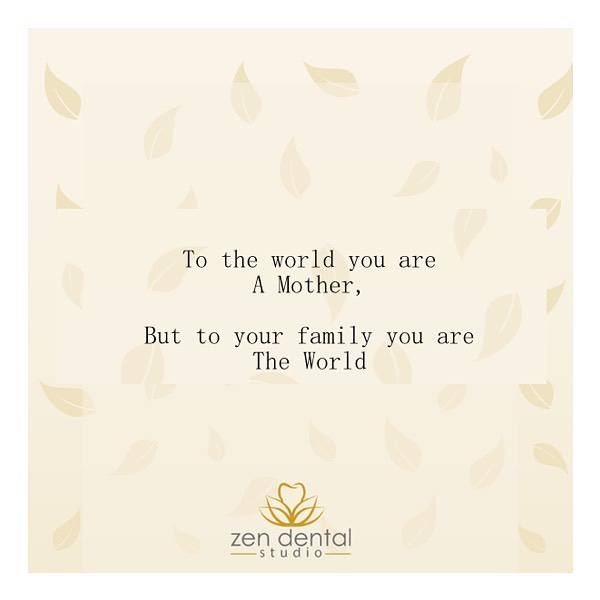 To the world you are
A Mother,
But to your family you are
The World
zen dental
studio